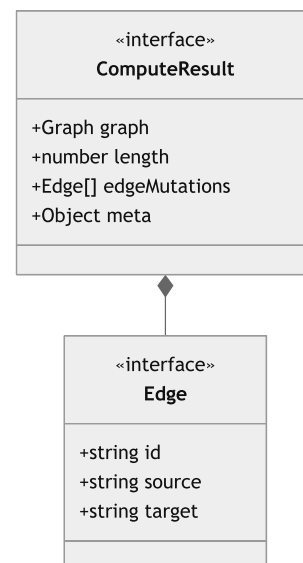 «interface»
ComputeResult
+Graph graph
+number length
+Edge[] edgeMutations
+Object meta
«interface»
Edge
+string id
+string source
+string target